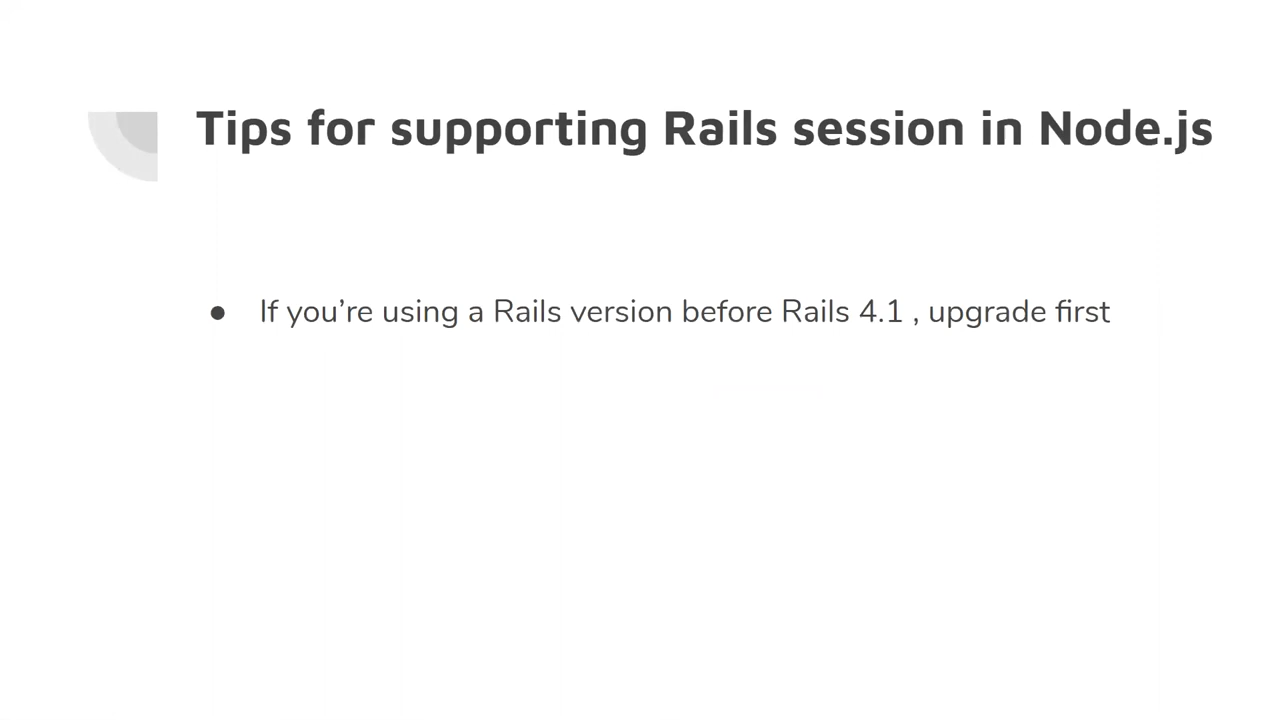 Tips for supporting Rails session in Node.js
● If you’re using a Rails version before Rails 4.1 , upgrade first